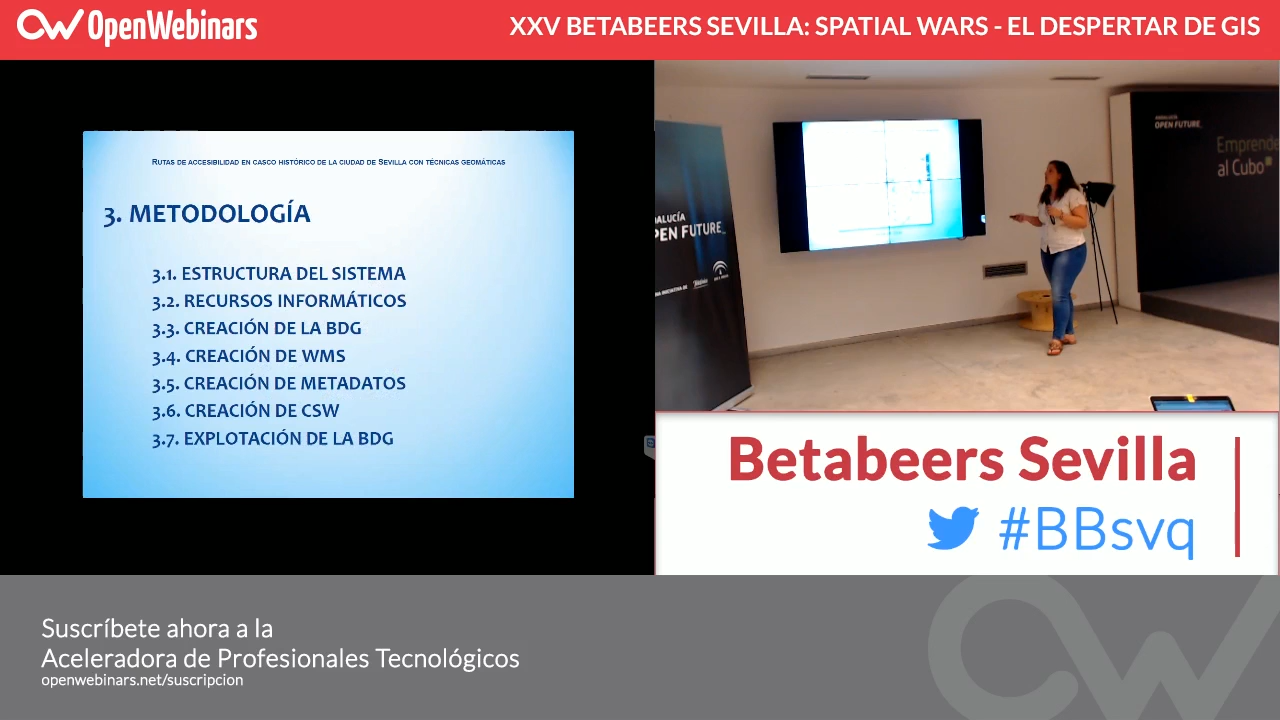 OpenWebinars
XXV BETABEERS SEVILLA: SPATIAL WARS - EL DESPERTAR DE GIS
RUTAS DE ACCESIBILIDAD EN CASCO HISTÓRICO DE LA CIUDAD DE SEVILLA CON TÉCNICAS GEOMÁTICAS
3. METODOLOGÍA
3.1. ESTRUCTURA DEL SISTEMA
3.2. RECURSOS INFORMÁTICOS
3.3. CREACIÓN DE LA BDG
3.4. CREACIÓN DE WMS
3.5. CREACIÓN DE METADATOS
3.6. CREACIÓN DE CSW
3.7. EXPLOTACIÓN DE LA BDG
DALUCÍA
PEN FUTURE_
ANDALUCÍA
OPEN FUTURE_
Emprende
al Cubo
Betabeers Sevilla
#BBsvq
Suscríbete ahora a la
Aceleradora de Profesionales Tecnológicos
openwebinars.net/suscripcion